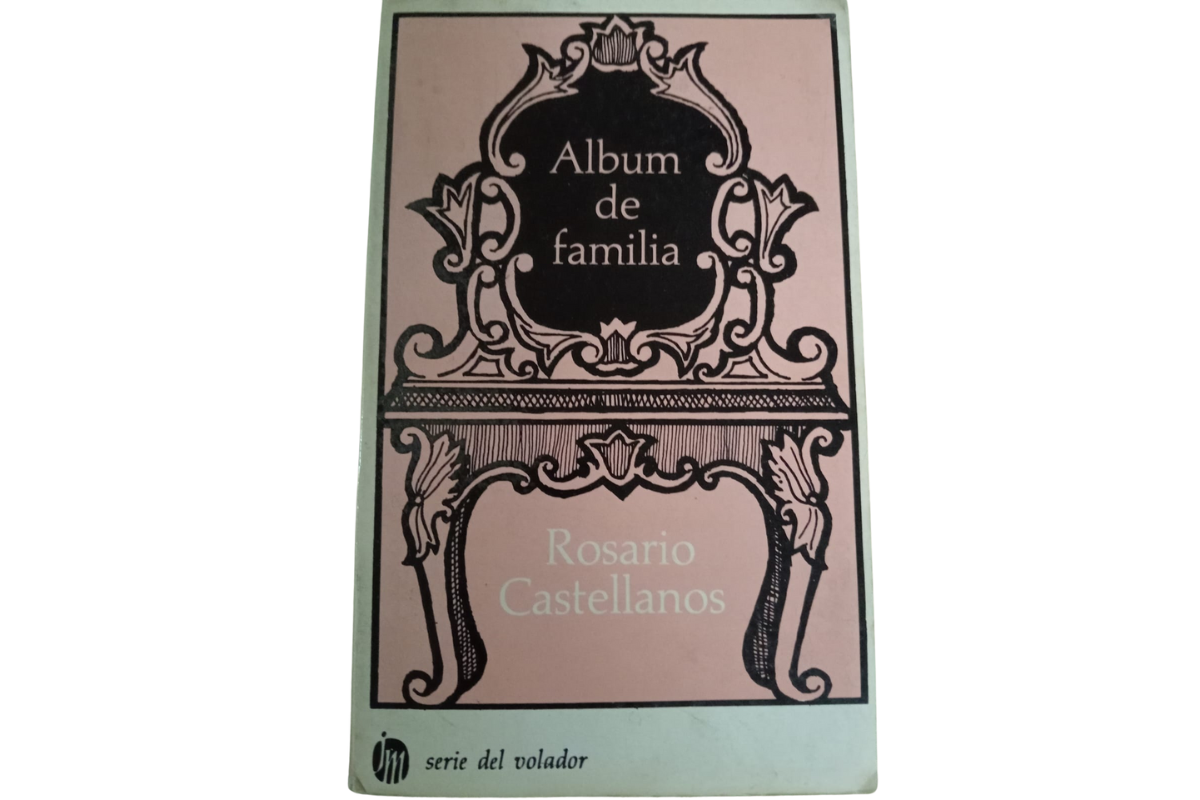 Album
de
familia
Rosario
Castellanos
jm
serie del volador